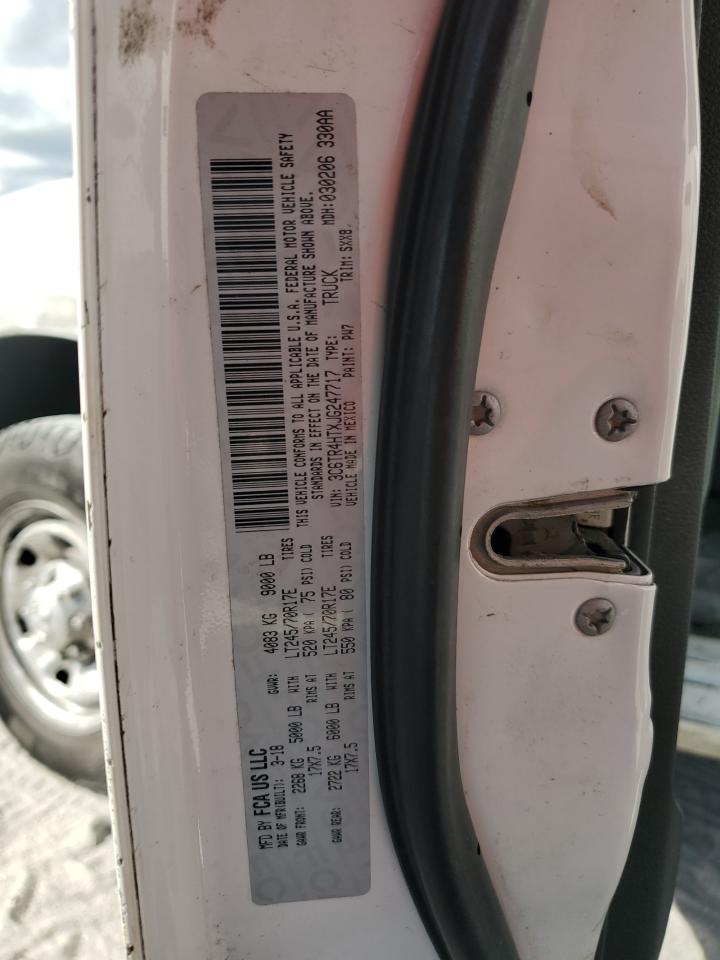 MFD BY FCA US LLC
DATE OF MFR(BUILT): 3-18 GVWR: 4083 KG 9000 LB
GAWR FRONT: 2268 KG 5000 LB WITH LT245/70R17E TIRES
17X7.5 RIMS AT 520 KPA ( 75 PSI) COLD
GAWR REAR: 2722 KG 6000 LB WITH LT245/70R17E TIRES
17X7.5 RIMS AT 550 KPA ( 80 PSI) COLD
THIS VEHICLE CONFORMS TO ALL APPLICABLE U.S.A. FEDERAL MOTOR VEHICLE SAFETY
STANDARDS IN EFFECT ON THE DATE OF MANUFACTURE SHOWN ABOVE.
VIN: 3C6TR4HTXJG247717 TYPE: TRUCK MDH:030206 330AA
VEHICLE MADE IN MEXICO PAINT: PW7 TRIM: SXX8